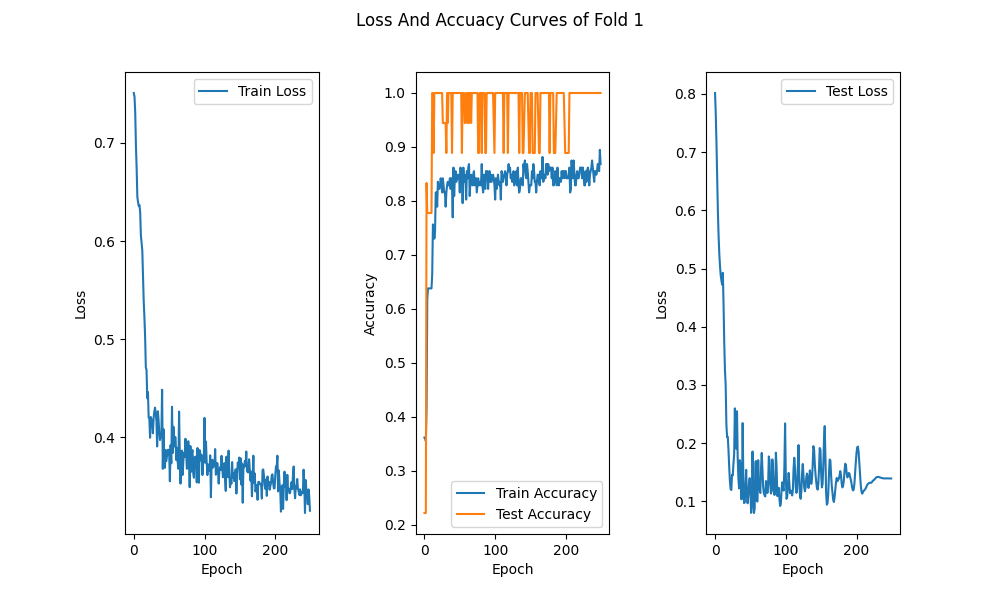 Loss And Accuacy Curves of Fold 1
Train Loss
0.7
0.6
0.5
0.4
Loss
0
100
200
Epoch
1.0
0.9
0.8
0.7
0.6
0.5
0.4
0.3
0.2
Accuracy
Train Accuracy
Test Accuracy
0
100
200
Epoch
Test Loss
0.8
0.7
0.6
0.5
0.4
0.3
0.2
0.1
Loss
0
100
200
Epoch